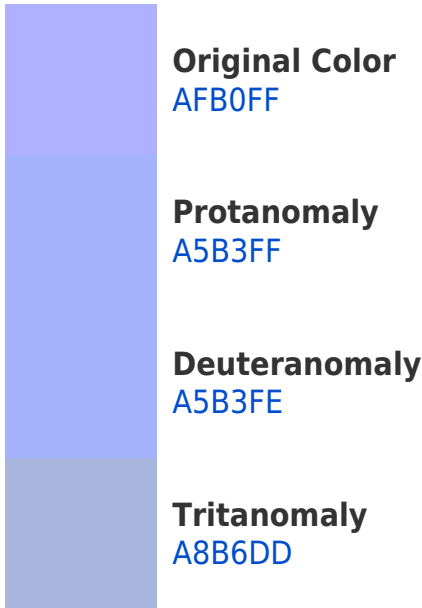 Original Color
AFB0FF
Protanomaly
A5B3FF
Deuteranomaly
A5B3FE
Tritanomaly
A8B6DD